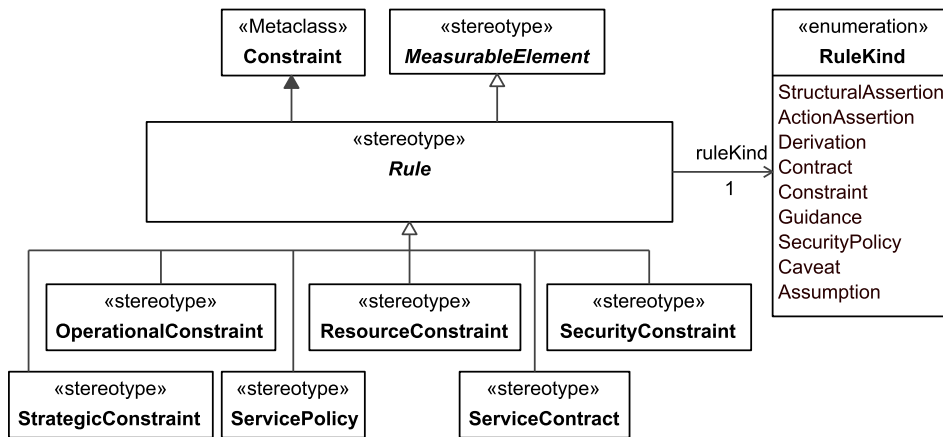 «Metaclass»
Constraint
«stereotype»
MeasurableElement
«enumeration»
RuleKind
StructuralAssertion
ActionAssertion
Derivation
Contract
Constraint
Guidance
SecurityPolicy
Caveat
Assumption
«stereotype»
Rule
ruleKind
1
«stereotype»
OperationalConstraint
«stereotype»
ResourceConstraint
«stereotype»
SecurityConstraint
«stereotype»
StrategicConstraint
«stereotype»
ServicePolicy
«stereotype»
ServiceContract